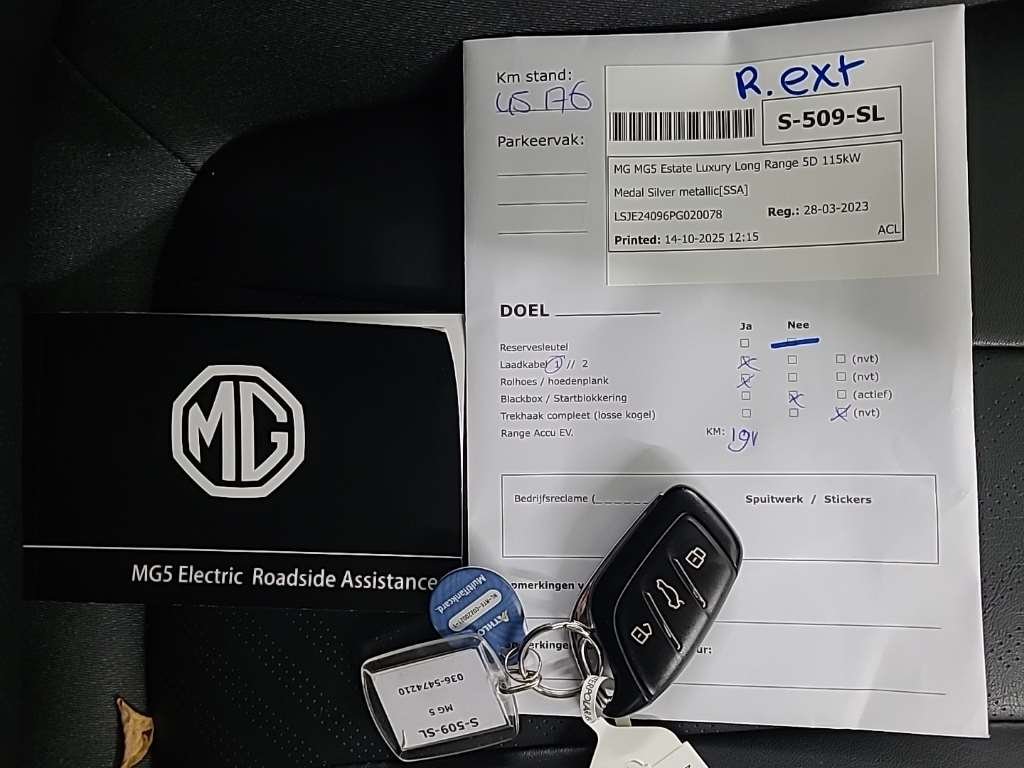 Km stand:
Parkeervak:
R.ext
S-509-SL
MG MG5 Estate Luxury Long Range 5D 115kW
Medal Silver metallic[SSA]
LSJE24096PG020078 Reg.: 28-03-2023
Printed: 14-10-2025 12:15 ACL
DOEL
Ja Nee
Reservesleutel
Laadkabel 1 // 2 (nvt)
Rolhoes / hoedenplank (nvt)
Blackbox / Startblokkering (actief)
Trekhaak compleet (losse kogel) (nvt)
Range Accu EV. KM: 191
Bedrijfsreclame (______ Spuitwerk / Stickers
MG
MG5 Electric Roadside Assistance
Multitankcard
S-509-SL
MG 5
036-5474210